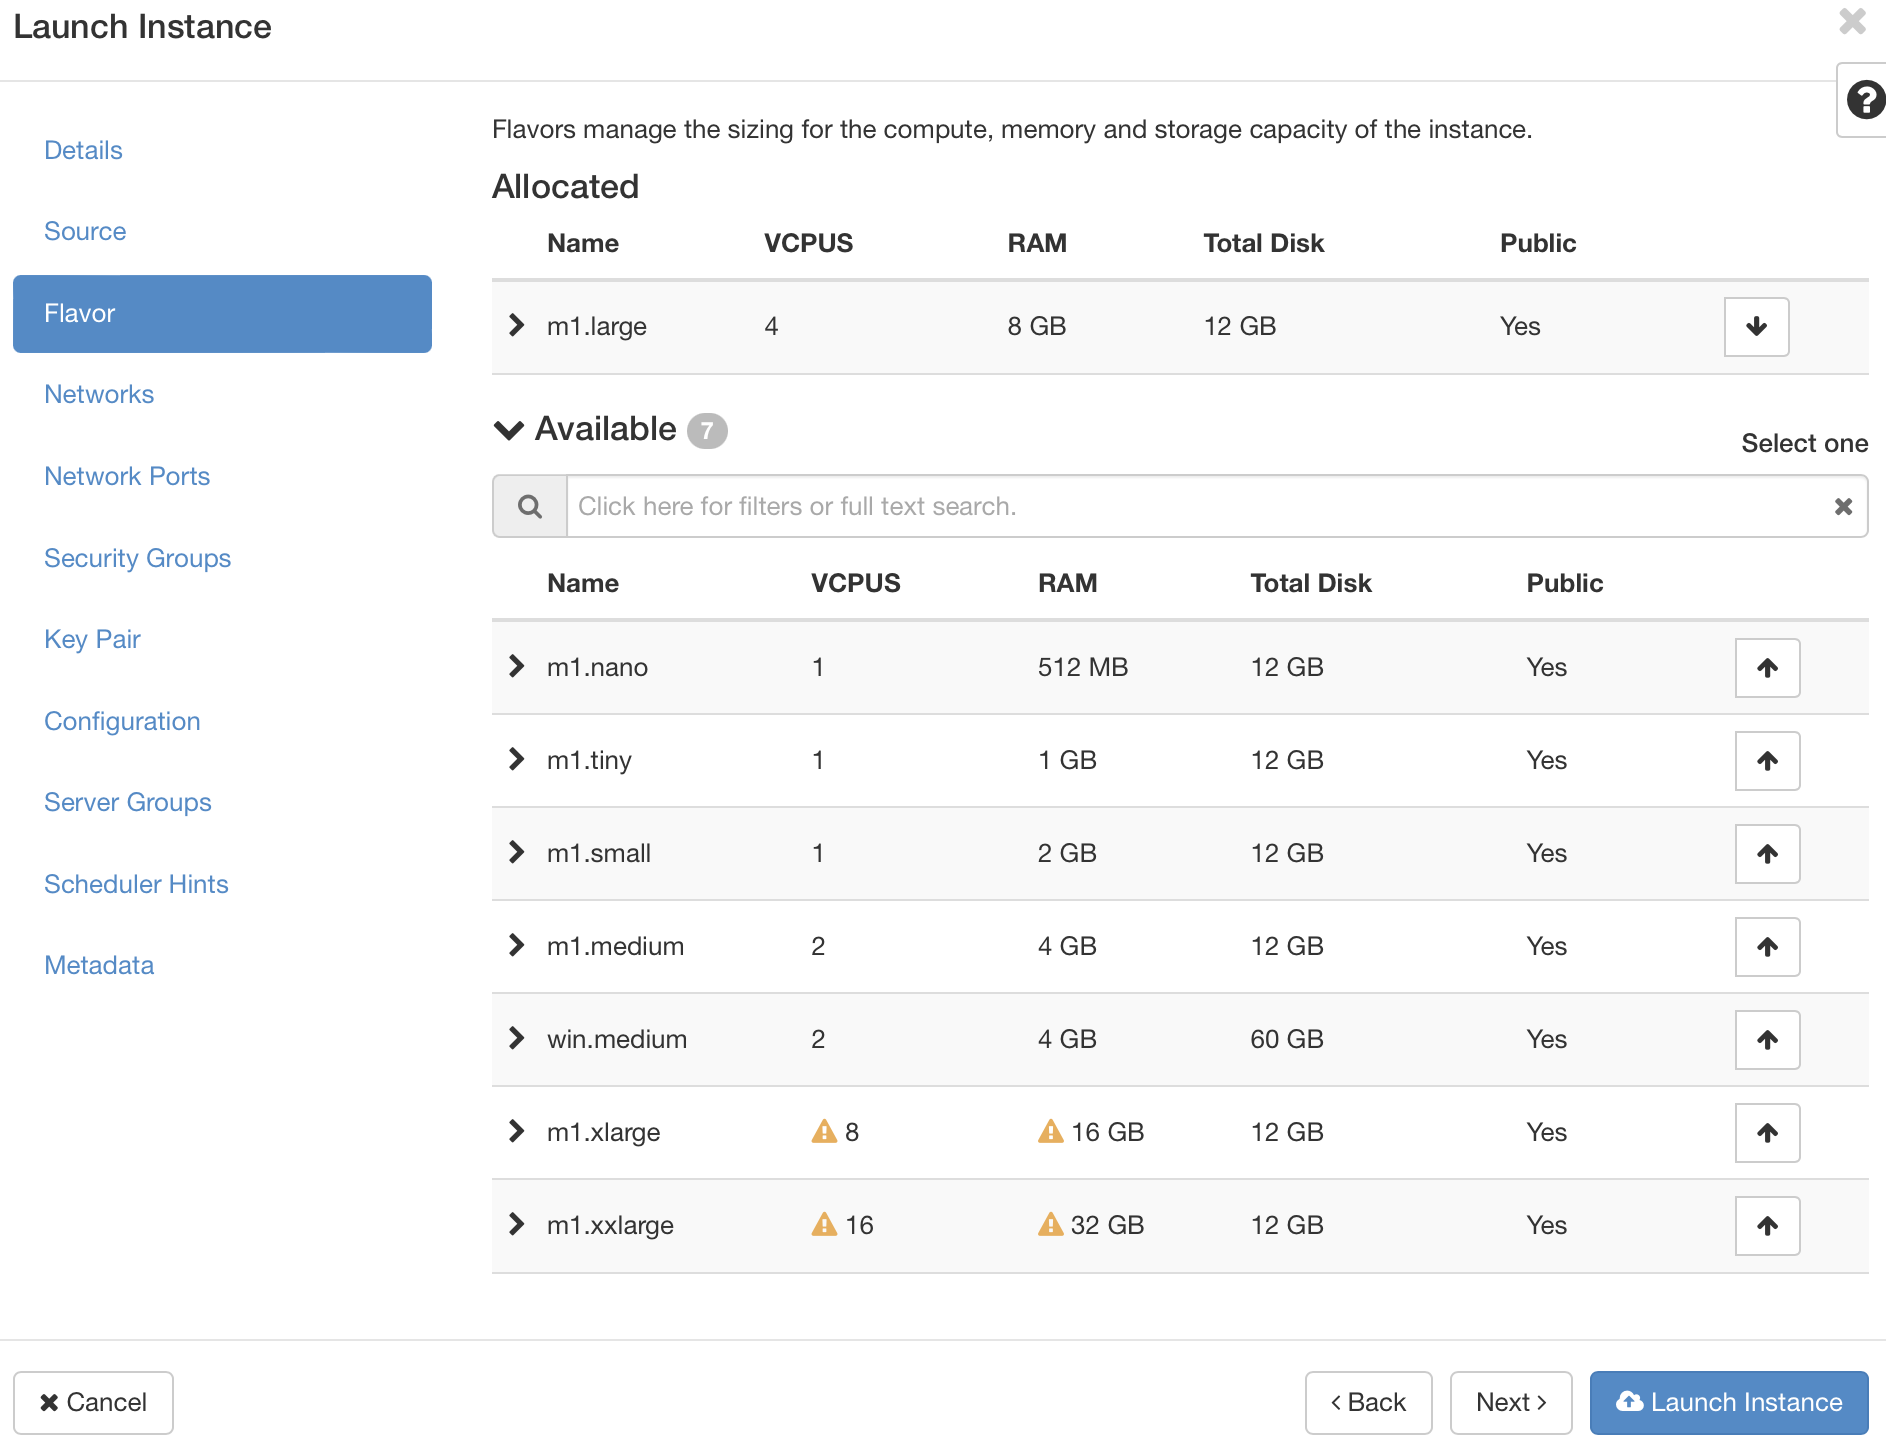 Launch Instance
Details
Source
Flavor
Networks
Network Ports
Security Groups
Key Pair
Configuration
Server Groups
Scheduler Hints
Metadata
Flavors manage the sizing for the compute, memory and storage capacity of the instance.
Allocated
Name VCPUS RAM Total Disk Public
m1.large 4 8 GB 12 GB Yes
Available 7
Select one
Click here for filters or full text search.
Name VCPUS RAM Total Disk Public
m1.nano 1 512 MB 12 GB Yes
m1.tiny 1 1 GB 12 GB Yes
m1.small 1 2 GB 12 GB Yes
m1.medium 2 4 GB 12 GB Yes
win.medium 2 4 GB 60 GB Yes
m1.xlarge 8 16 GB 12 GB Yes
m1.xxlarge 16 32 GB 12 GB Yes
Cancel
Back
Next
Launch Instance